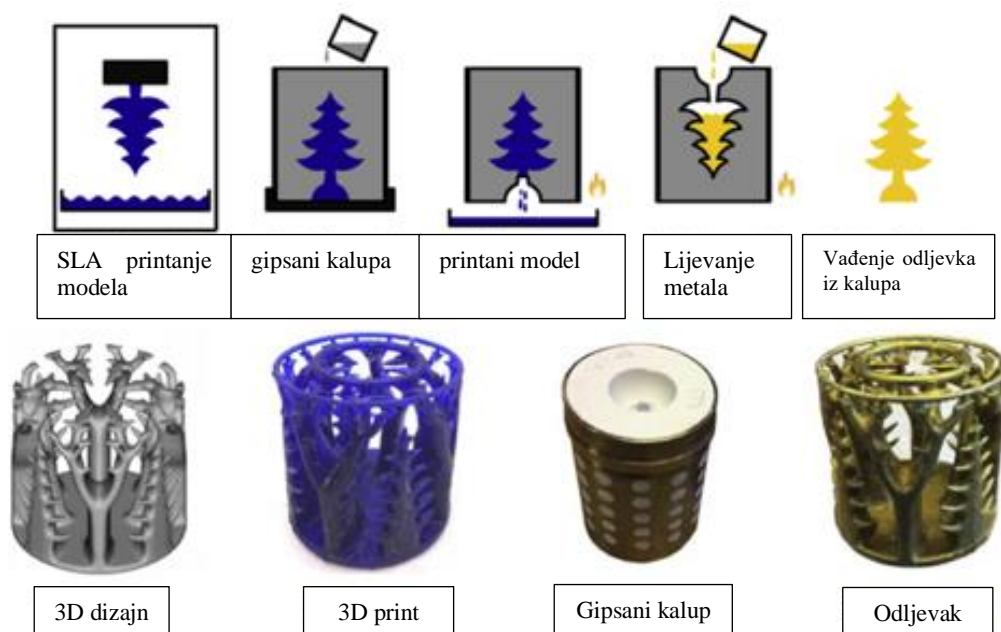 SLA printanje
modela
gipsani kalupa
printani model
Lijevanje
metala
Vađenje odljevka
iz kalupa
3D dizajn
3D print
Gipsani kalup
Odljevak